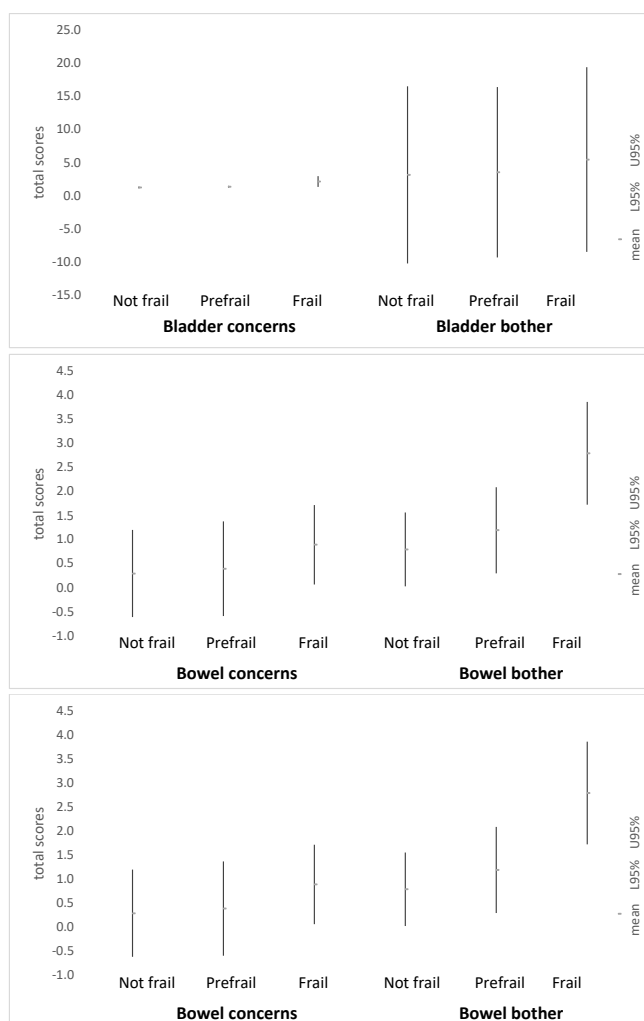 25.0
20.0
15.0
10.0
5.0
0.0
-5.0
-10.0
-15.0
total scores
Not frail Prefrail Frail Not frail Prefrail Frail
Bladder concerns Bladder bother
mean L95% U95%
4.5
4.0
3.5
3.0
2.5
2.0
1.5
1.0
0.5
0.0
-0.5
-1.0
total scores
Not frail Prefrail Frail Not frail Prefrail Frail
Bowel concerns Bowel bother
mean L95% U95%
4.5
4.0
3.5
3.0
2.5
2.0
1.5
1.0
0.5
0.0
-0.5
-1.0
total scores
Not frail Prefrail Frail Not frail Prefrail Frail
Bowel concerns Bowel bother
mean L95% U95%